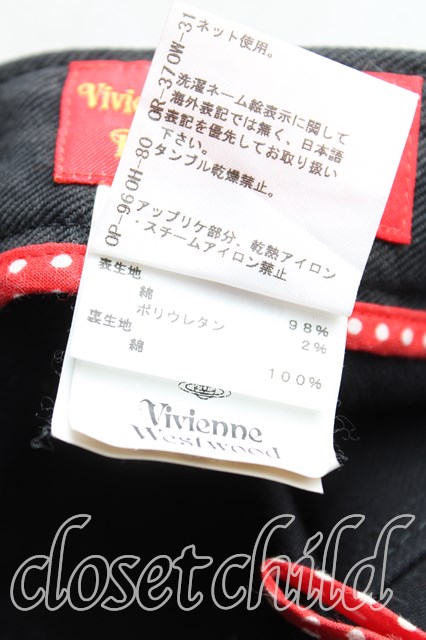 Vivie
ネット使用。
洗濯ネーム絵表示に関して
海外表記では無く、日本語
表記を優先してお取り扱い
下さい。
タンブル乾燥禁止。
アップリケ部分、乾熱アイロン
・スチームアイロン禁止
OP-960H-80 OR-370W-31
表生地
綿 98%
ポリウレタン 2%
裏生地
綿 100%
Vivienne
Westwood
closet child